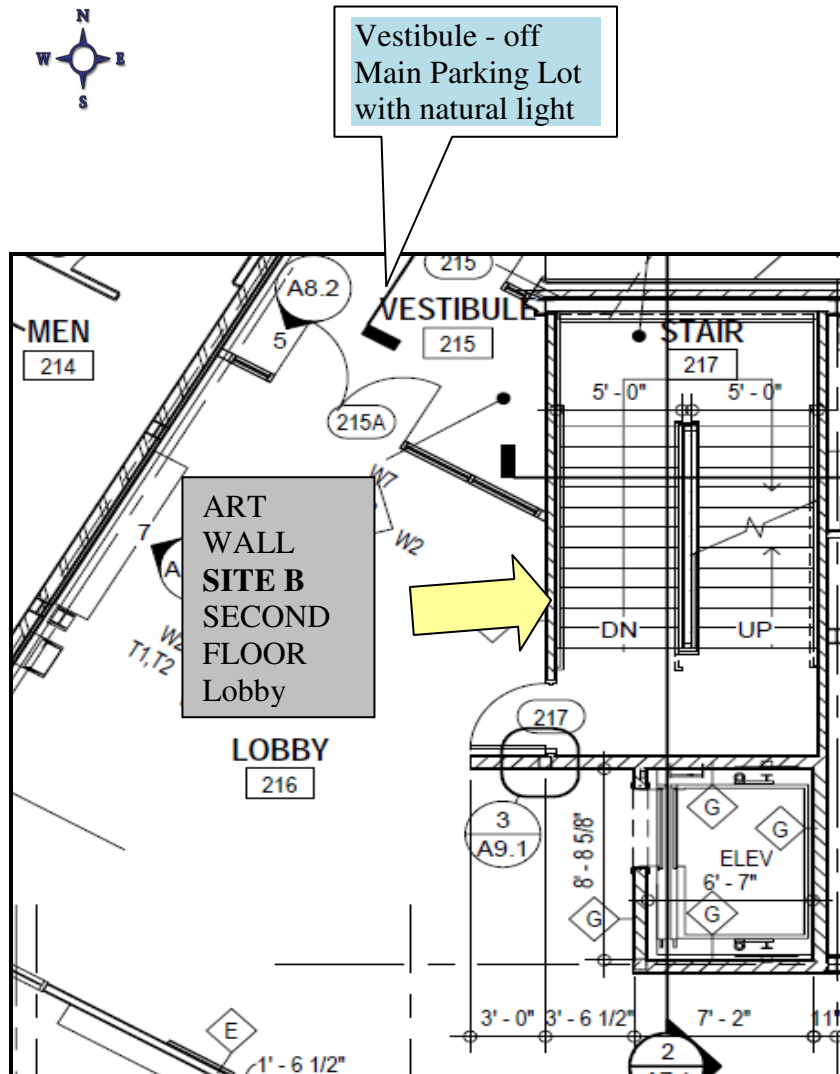 N
W E
S
Vestibule - off
Main Parking Lot
with natural light
215
A8.2
VESTIBULE
215
5
MEN
214
STAIR
217
5' - 0"
5' - 0"
215A
W7
W2
7
A
ART
WALL
SITE B
SECOND
FLOOR
Lobby
T1,T2
DN
UP
217
LOBBY
216
3
A9.1
8' - 8 5/8"
G
G
ELEV
6' - 7"
G
G
E
1' - 6 1/2"
3' - 0"
3' - 6 1/2"
7' - 2"
11"
2